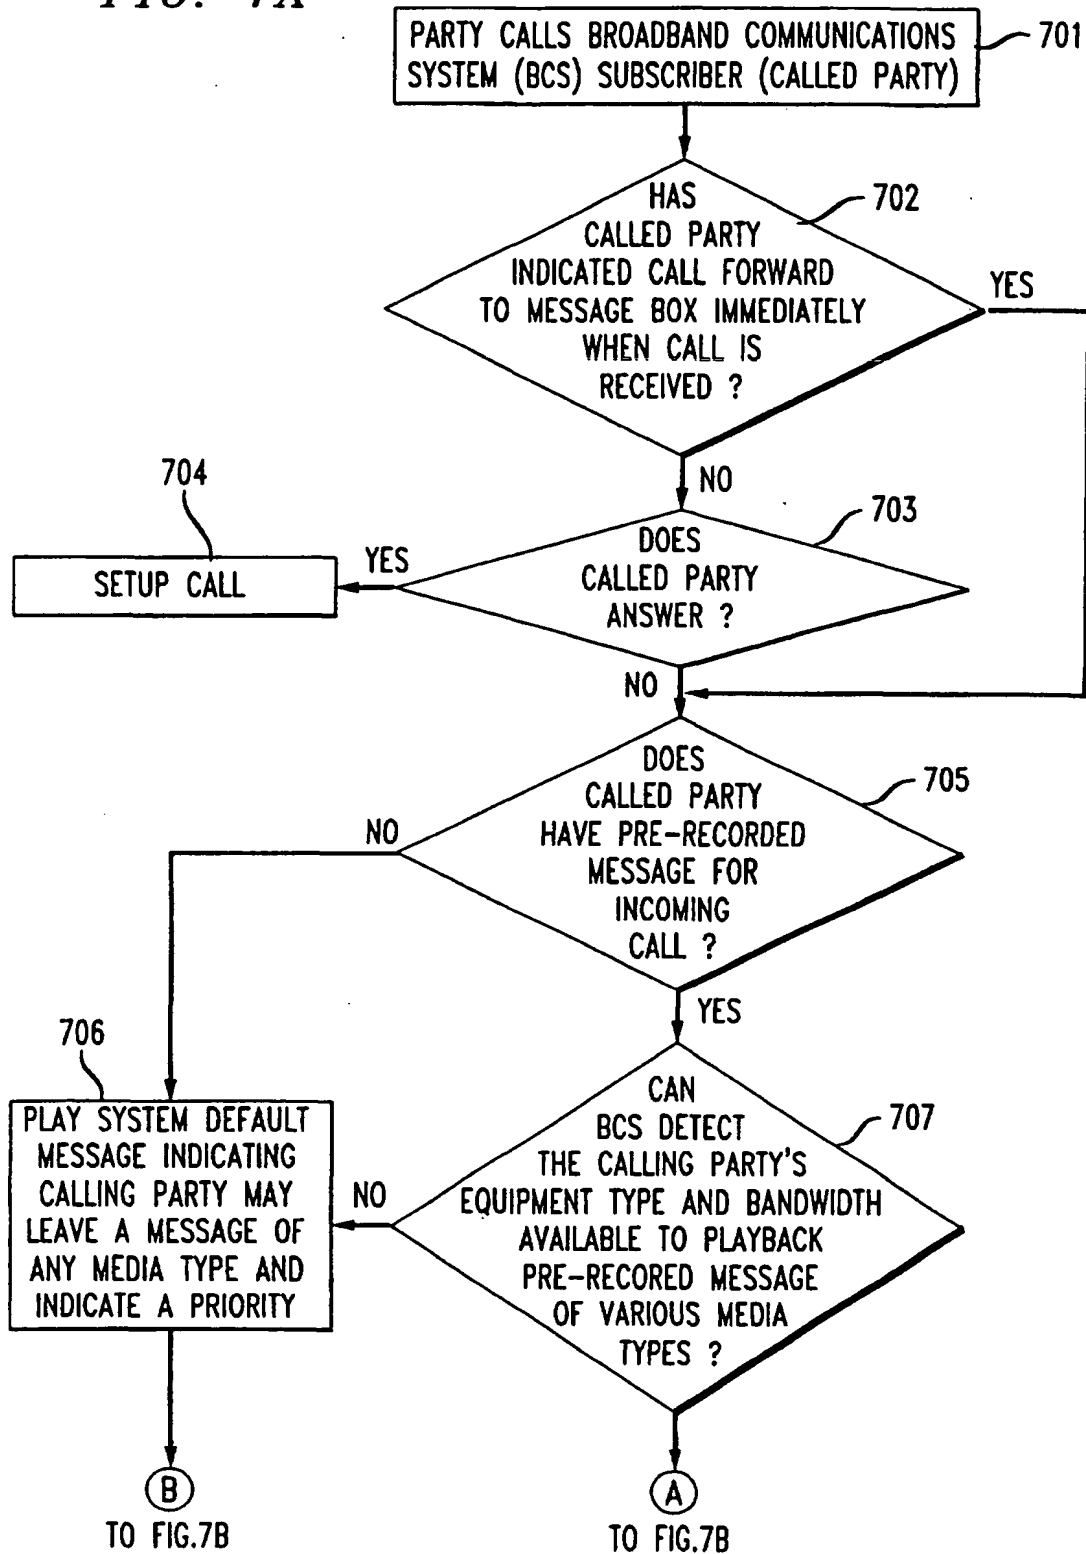 FIG. 7A
PARTY CALLS BROADBAND COMMUNICATIONS
SYSTEM (BCS) SUBSCRIBER (CALLED PARTY)
701
HAS
CALLED PARTY
INDICATED CALL FORWARD
TO MESSAGE BOX IMMEDIATELY
WHEN CALL IS
RECEIVED ?
702
YES
NO
704
SETUP CALL
YES
DOES
CALLED PARTY
ANSWER ?
703
NO
DOES
CALLED PARTY
HAVE PRE-RECORDED
MESSAGE FOR
INCOMING
CALL ?
705
NO
YES
706
PLAY SYSTEM DEFAULT
MESSAGE INDICATING
CALLING PARTY MAY
LEAVE A MESSAGE OF
ANY MEDIA TYPE AND
INDICATE A PRIORITY
NO
CAN
BCS DETECT
THE CALLING PARTY'S
EQUIPMENT TYPE AND BANDWIDTH
AVAILABLE TO PLAYBACK
PRE-RECORED MESSAGE
OF VARIOUS MEDIA
TYPES ?
707
B
TO FIG.7B
A
TO FIG.7B